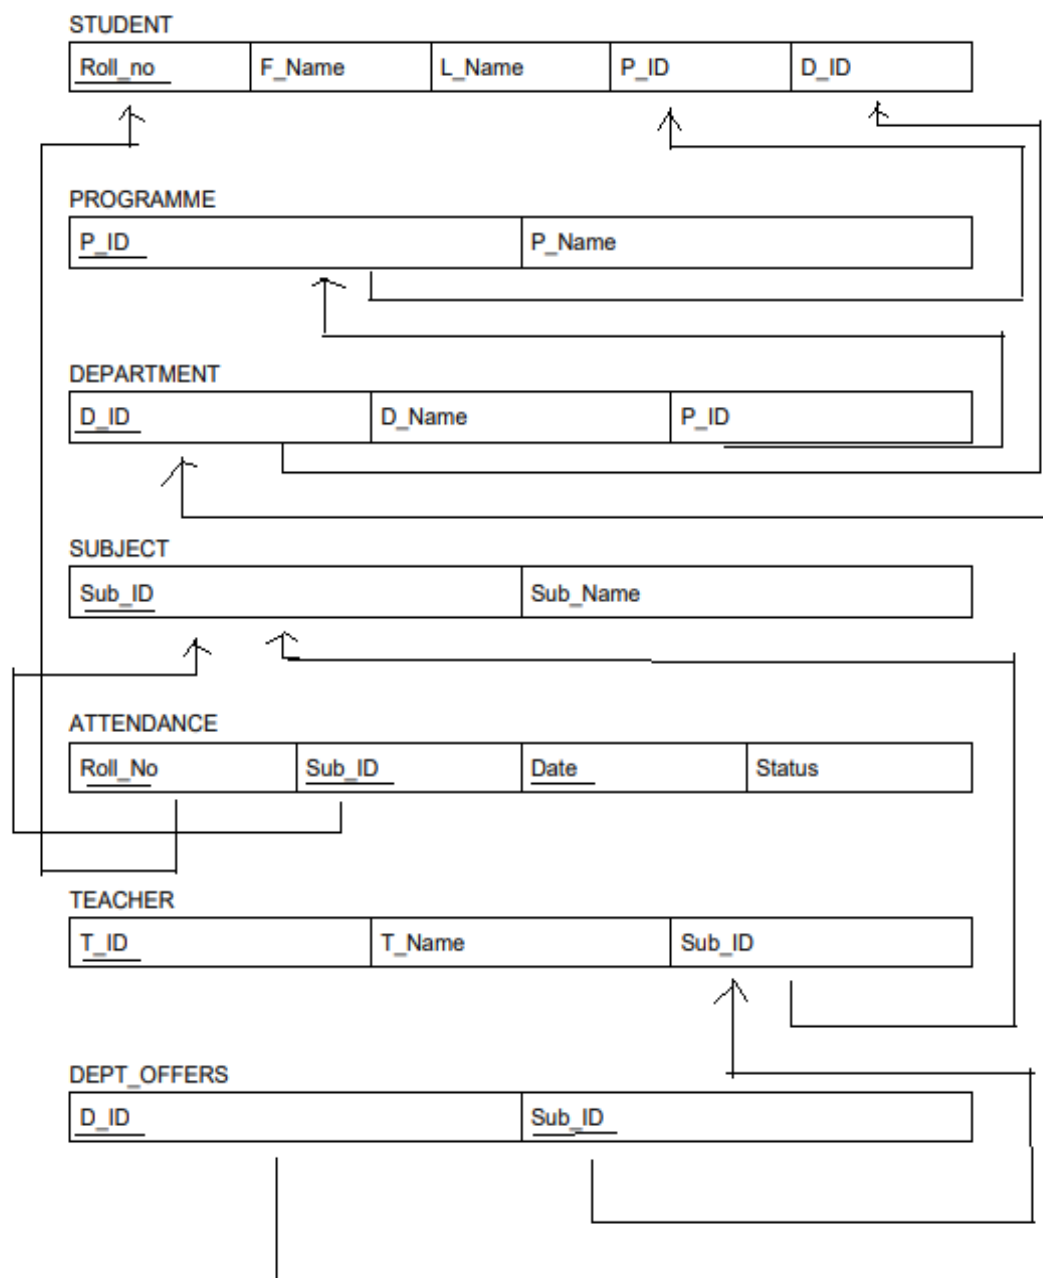 STUDENT
Roll_no F_Name L_Name P_ID D_ID
PROGRAMME
P_ID P_Name
DEPARTMENT
D_ID D_Name P_ID
SUBJECT
Sub_ID Sub_Name
ATTENDANCE
Roll_No Sub_ID Date Status
TEACHER
T_ID T_Name Sub_ID
DEPT_OFFERS
D_ID Sub_ID